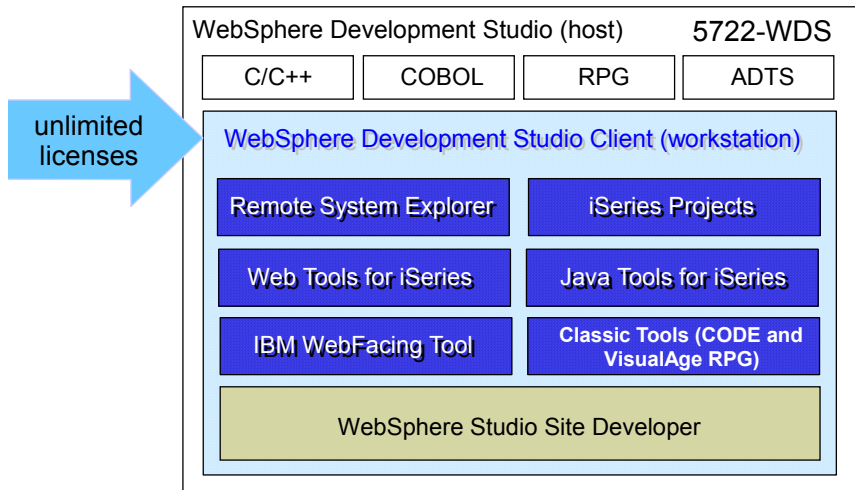 WebSphere Development Studio (host) 5722-WDS
C/C++ COBOL RPG ADTS
unlimited
licenses
WebSphere Development Studio Client (workstation)
Remote System Explorer
iSeries Projects
Web Tools for iSeries
Java Tools for iSeries
IBM WebFacing Tool
Classic Tools (CODE and
VisualAge RPG)
WebSphere Studio Site Developer